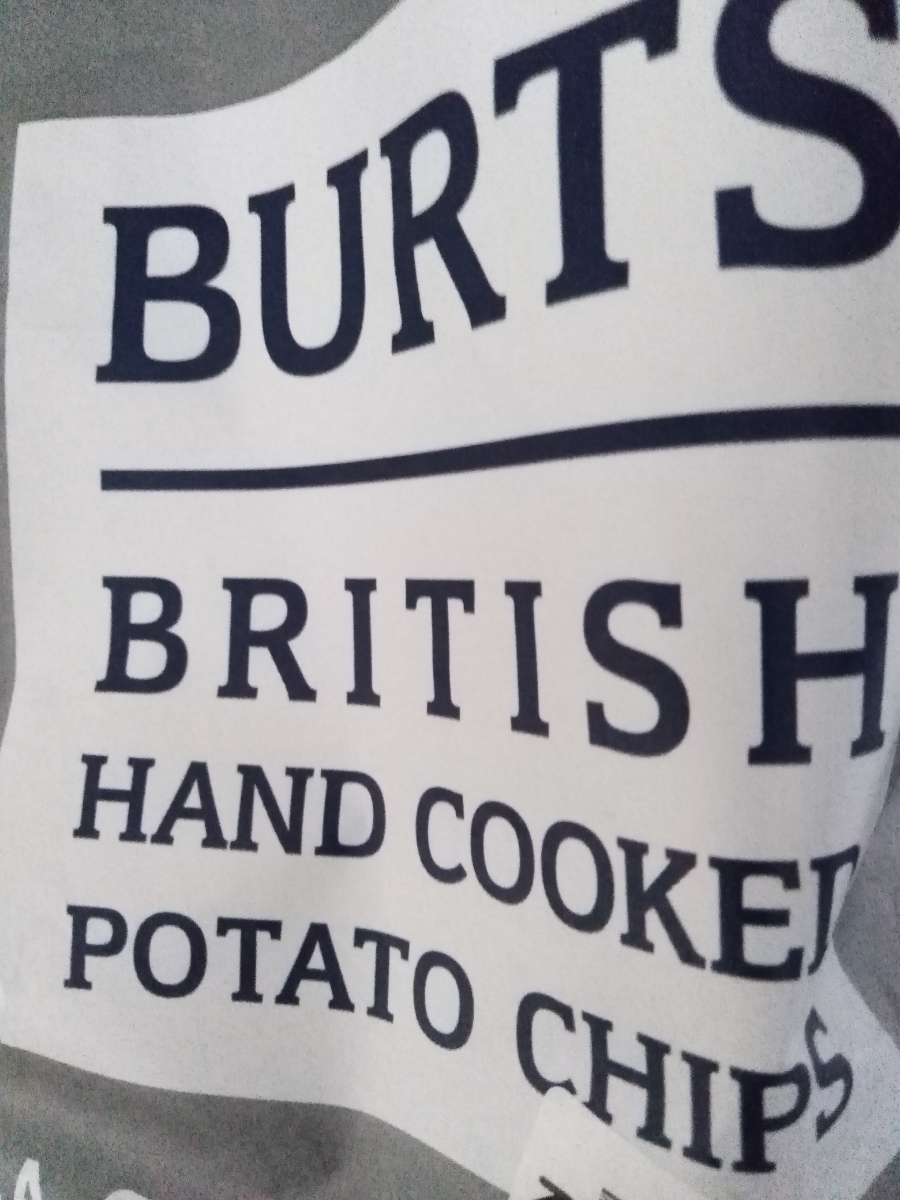 BURTS
BRITISH
HAND COOKED
POTATO CHIPS